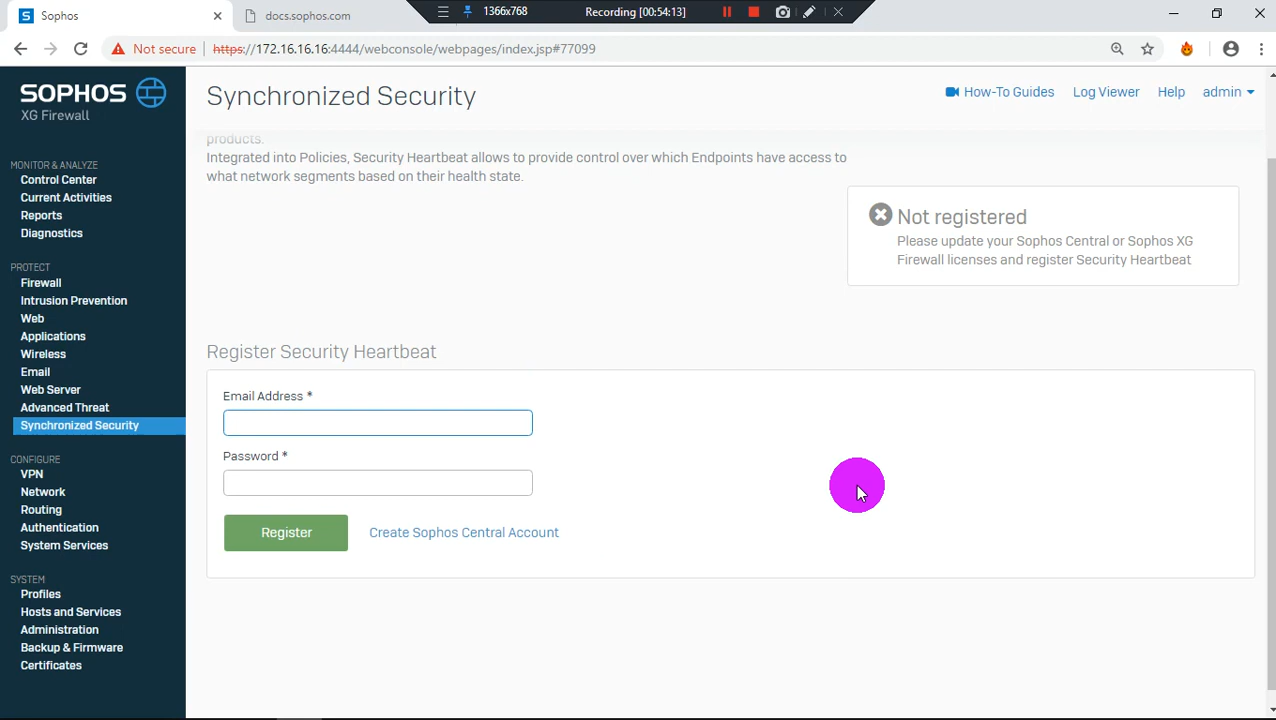 Sophos
docs.sophos.com
1366x768
Recording [00:54:13]
Not secure
https://172.16.16.16:4444/webconsole/webpages/index.jsp#77099
SOPHOS
XG Firewall
MONITOR & ANALYZE
Control Center
Current Activities
Reports
Diagnostics
PROTECT
Firewall
Intrusion Prevention
Web
Applications
Wireless
Email
Web Server
Advanced Threat
Synchronized Security
CONFIGURE
VPN
Network
Routing
Authentication
System Services
SYSTEM
Profiles
Hosts and Services
Administration
Backup & Firmware
Certificates
Synchronized Security
How-To Guides
Log Viewer
Help
admin
products.
Integrated into Policies, Security Heartbeat allows to provide control over which Endpoints have access to
what network segments based on their health state.
Not registered
Please update your Sophos Central or Sophos XG
Firewall licenses and register Security Heartbeat
Register Security Heartbeat
Email Address *
Password *
Register
Create Sophos Central Account